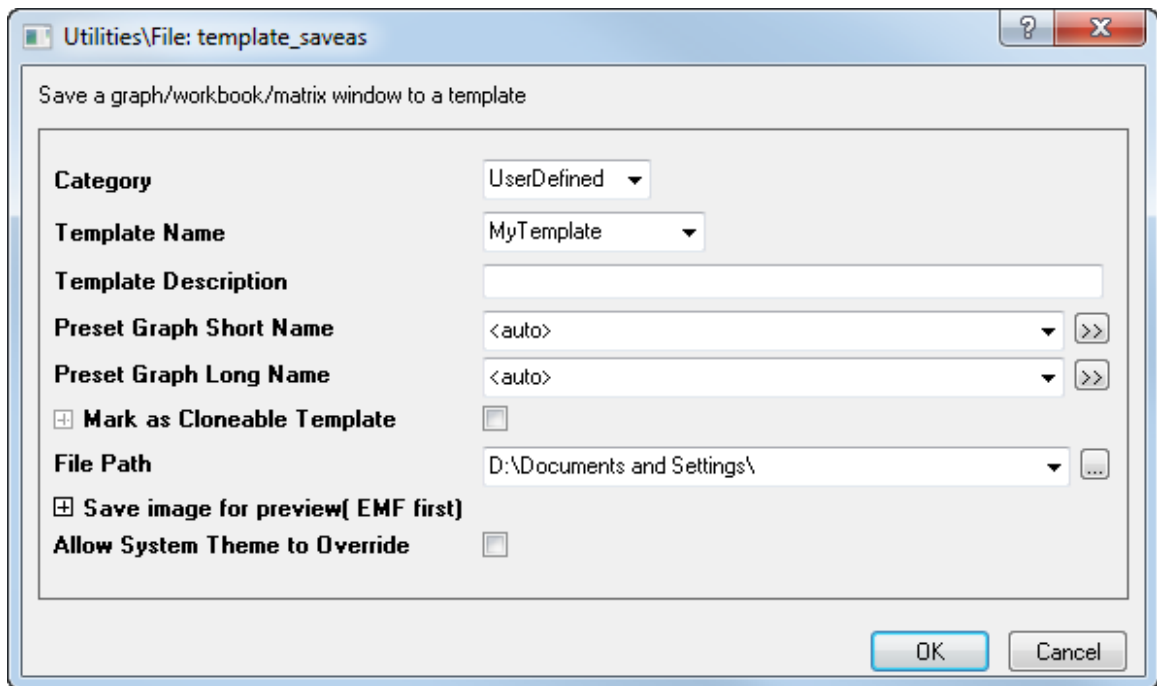 Utilities\File: template_saveas
Save a graph/workbook/matrix window to a template
Category UserDefined
Template Name MyTemplate
Template Description
Preset Graph Short Name <auto> >>
Preset Graph Long Name <auto> >>
Mark as Cloneable Template
File Path D:\Documents and Settings\ ...
Save image for preview( EMF first)
Allow System Theme to Override
OK Cancel